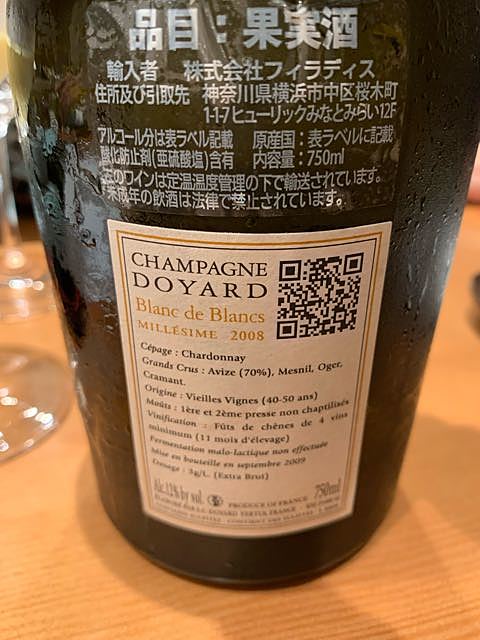 品目：果実酒
輸入者　株式会社フィラディス
住所及び引取先　神奈川県横浜市中区桜木町
1-1-7ヒューリックみなとみらい12F
アルコール分は表ラベル記載　原産国：表ラベルに記載
酸化防止剤(亜硫酸塩)含有　内容量：750ml
このワインは定温温度管理の下で輸送されています。
未成年の飲酒は法律で禁止されています。
CHAMPAGNE
DOYARD
Blanc de Blancs
MILLÉSIME 2008
Cépage : Chardonnay
Grands Crus : Avize (70%), Mesnil, Oger,
Cramant.
Origine : Vieilles Vignes (40-50 ans)
Moûts : 1ère et 2ème presse non chaptilisés
Vinification : Fûts de chênes de 4 vins
minimum (11 mois d'élevage)
Fermentation malo-lactique non effectuée
Mise en bouteille en septembre 2009
Dosage : 3g/L. (Extra Brut)
Alc.12% by vol. PRODUCE OF FRANCE 750ml